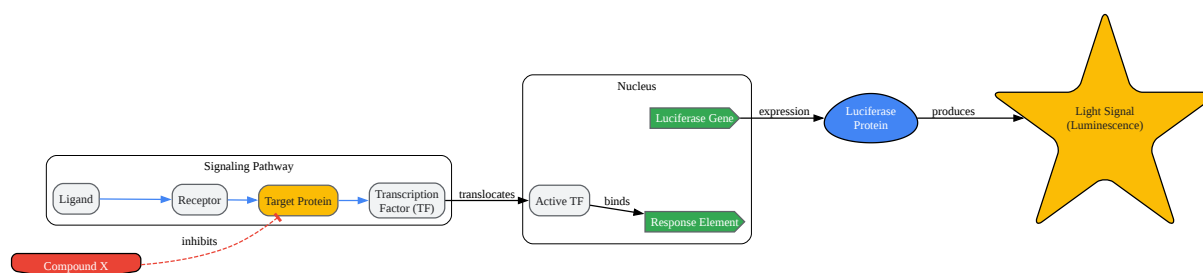 Signaling Pathway
Ligand
Receptor
Target Protein
Transcription
Factor (TF)
inhibits
Compound X
translocates
Nucleus
Luciferase Gene
Active TF
binds
Response Element
expression
Luciferase
Protein
produces
Light Signal
(Luminescence)